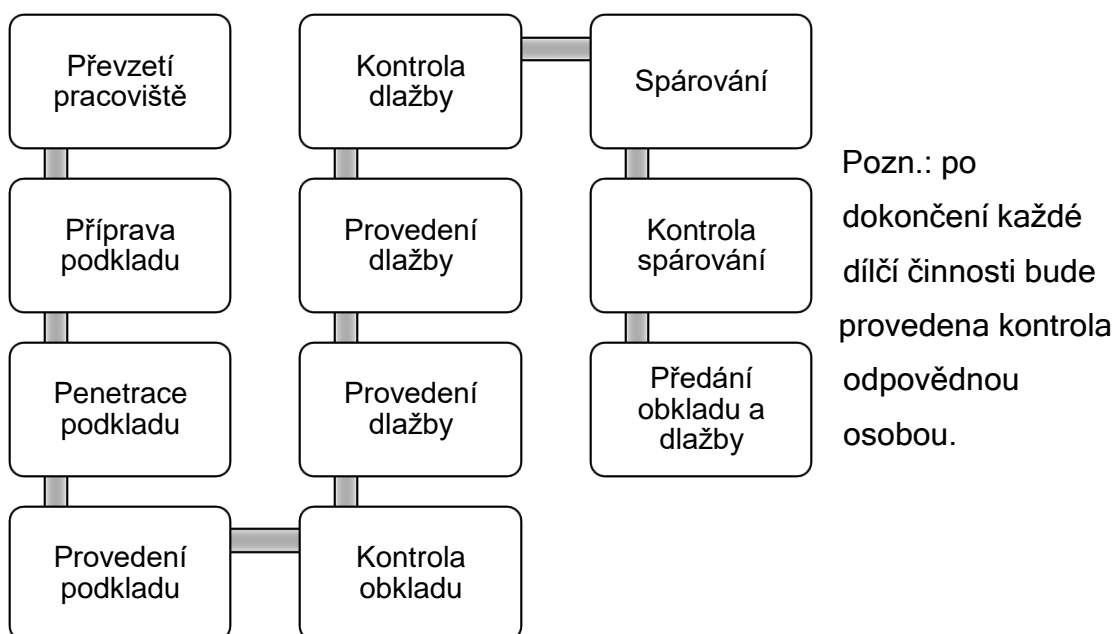 Převzetí
pracoviště
Příprava
podkladu
Penetrace
podkladu
Provedení
podkladu
Kontrola
obkladu
Provedení
dlažby
Provedení
dlažby
Kontrola
dlažby
Spárování
Kontrola
spárování
Předání
obkladu a
dlažby
Pozn.: po
dokončení každé
dílčí činnosti bude
provedena kontrola
odpovědnou
osobou.